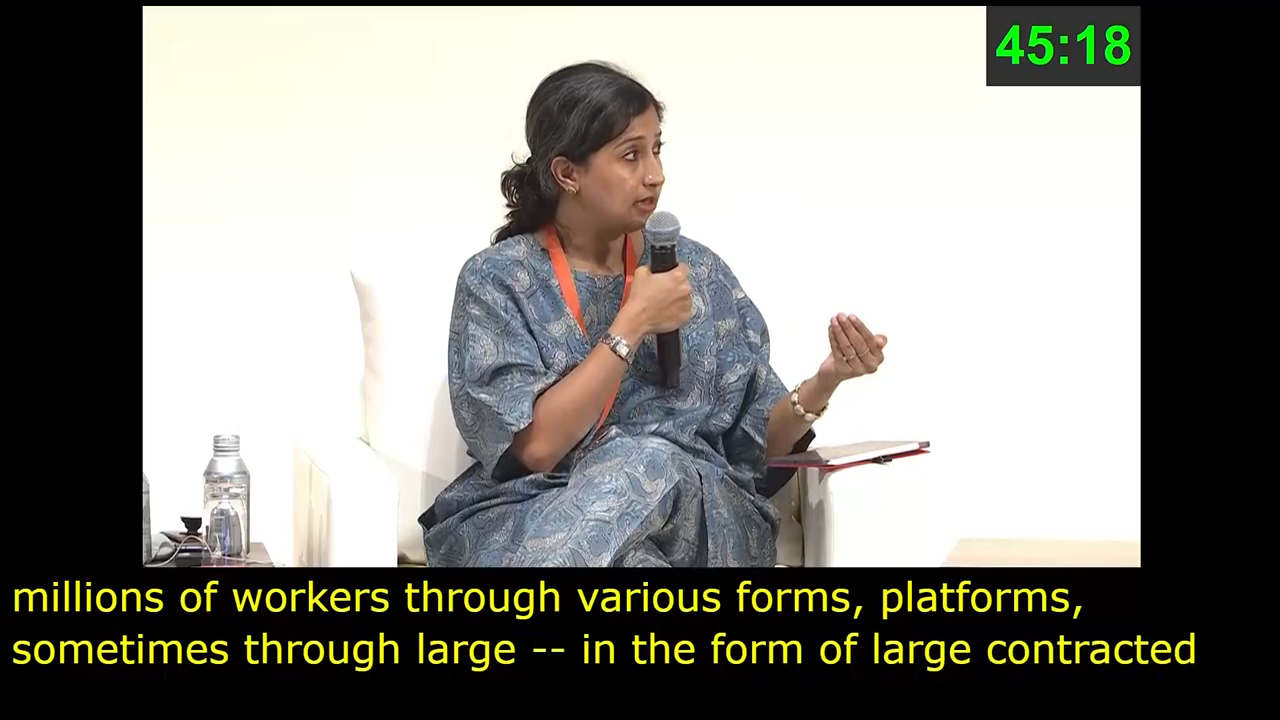 45:18
millions of workers through various forms, platforms,
sometimes through large -- in the form of large contracted